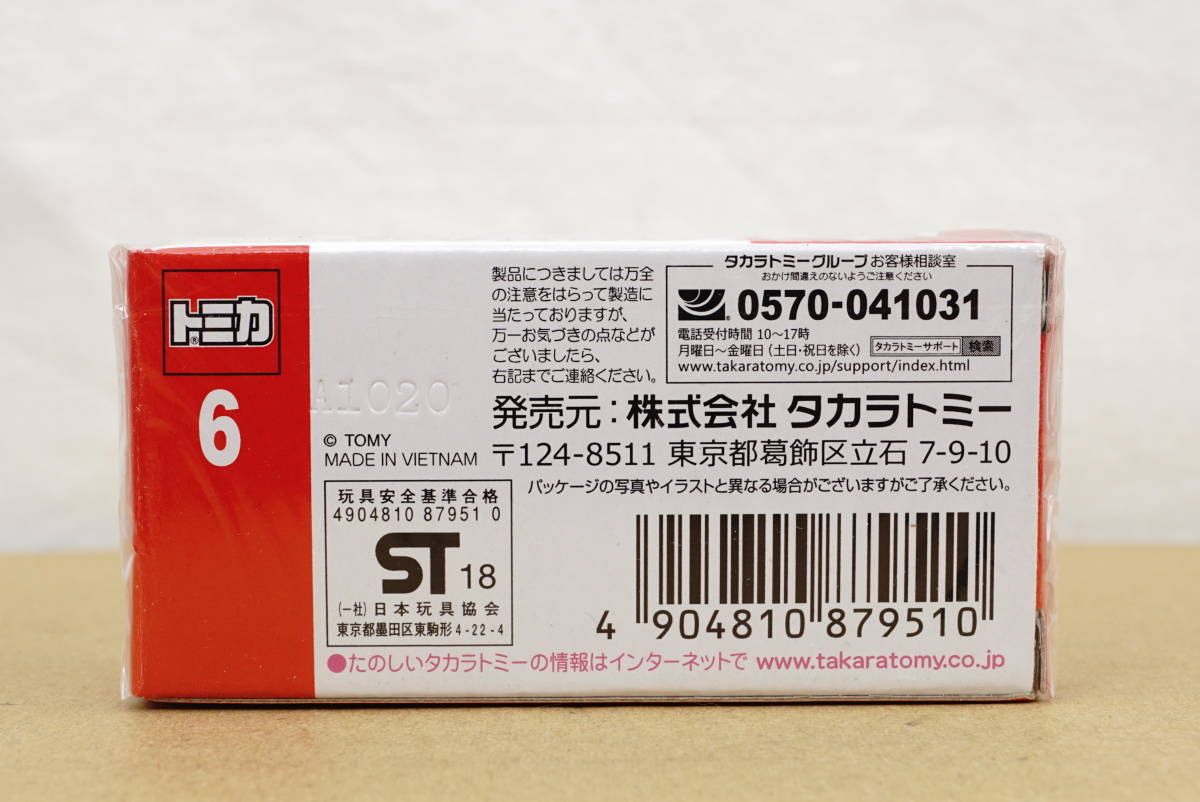 トミカ®
6
A1020
© TOMY
MADE IN VIETNAM
玩具安全基準合格
4904810 87951 0
ST 18
(一社)日本玩具協会
東京都墨田区東駒形4-22-4
製品につきましては万全
の注意をはらって製造に
当たっておりますが、
万一お気づきの点などが
ございましたら、
右記までご連絡ください。
タカラトミーグループ お客様相談室
おかけ間違えのないようご注意ください
0570-041031
電話受付時間 10〜17時
月曜日〜金曜日(土日・祝日を除く) タカラトミーサポート 検索
www.takaratomy.co.jp/support/index.html
発売元:株式会社 タカラトミー
〒124-8511 東京都葛飾区立石 7-9-10
パッケージの写真やイラストと異なる場合がございますがご了承ください。
4 904810 879510
●たのしいタカラトミーの情報はインターネットで www.takaratomy.co.jp